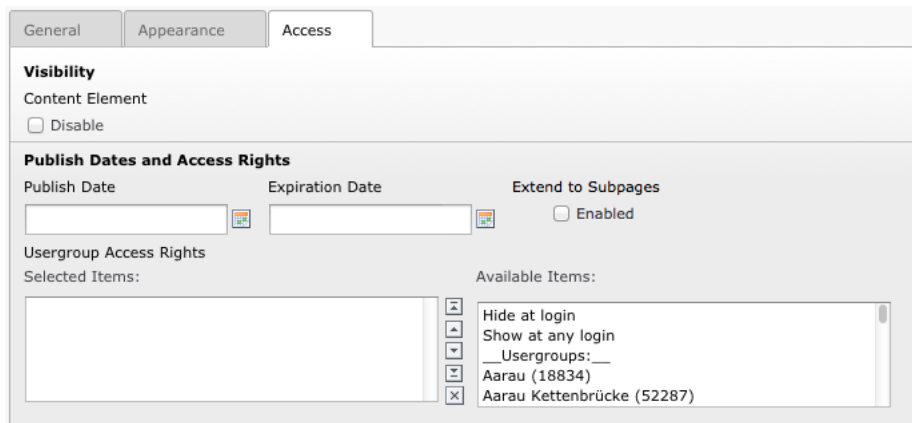 General Appearance Access
Visibility
Content Element
Disable
Publish Dates and Access Rights
Publish Date Expiration Date Extend to Subpages
Enabled
Usergroup Access Rights
Selected Items: Available Items:
Hide at login
Show at any login
__Usergroups:__
Aarau (18834)
Aarau Kettenbrücke (52287)